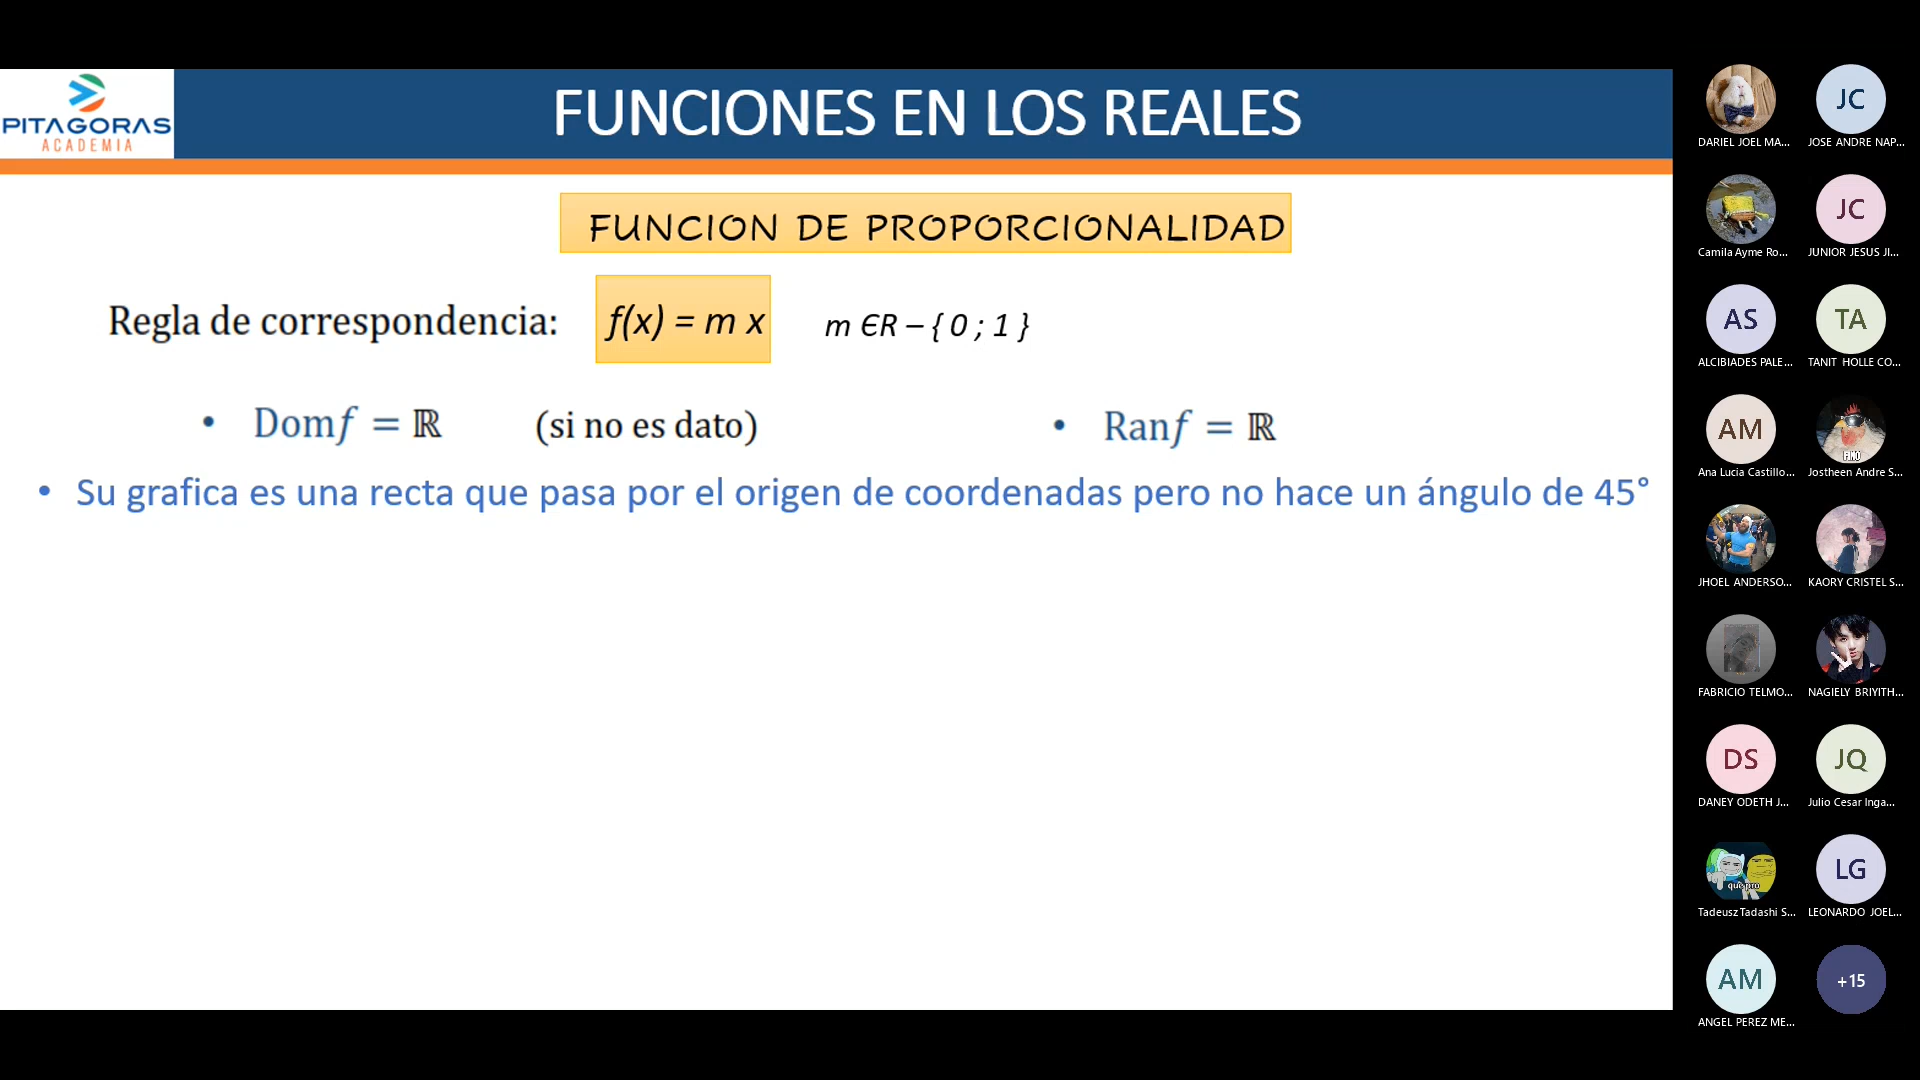 PITAGORAS
ACADEMIA
FUNCIONES EN LOS REALES
FUNCION DE PROPORCIONALIDAD
Regla de correspondencia: f(x) = m x m ЄR – { 0 ; 1 }
• Domf = ℝ (si no es dato) • Ranf = ℝ
• Su grafica es una recta que pasa por el origen de coordenadas pero no hace un ángulo de 45°
JC
DARIEL JOEL MA... JOSE ANDRE NAP...
JC
Camila Ayme Ro... JUNIOR JESUS JI...
AS TA
ALCIBIADES PALE... TANIT HOLLE CO...
AM FINO
Ana Lucia Castillo... Jostheen Andre S...
JHOEL ANDERSO... KAORY CRISTEL S...
FABRICIO TELMO... NAGIELY BRIYITH...
DS JQ
DANEY ODETH J... Julio Cesar Inga...
LG
Tadeusz Tadashi S... LEONARDO JOEL...
AM +15
ANGEL PEREZ ME...